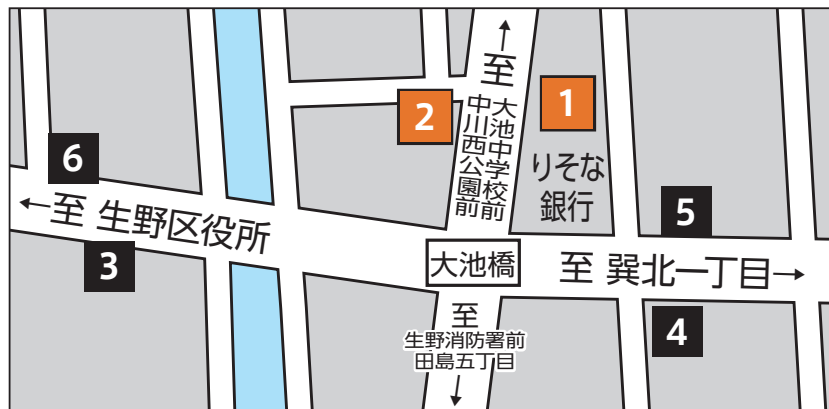 ↑
至
大池中学校前
中川西公園前
1
2
りそな
銀行
6
←至 生野区役所
3
5
大池橋
至 巽北一丁目→
4
至
生野消防署前
田島五丁目
↓